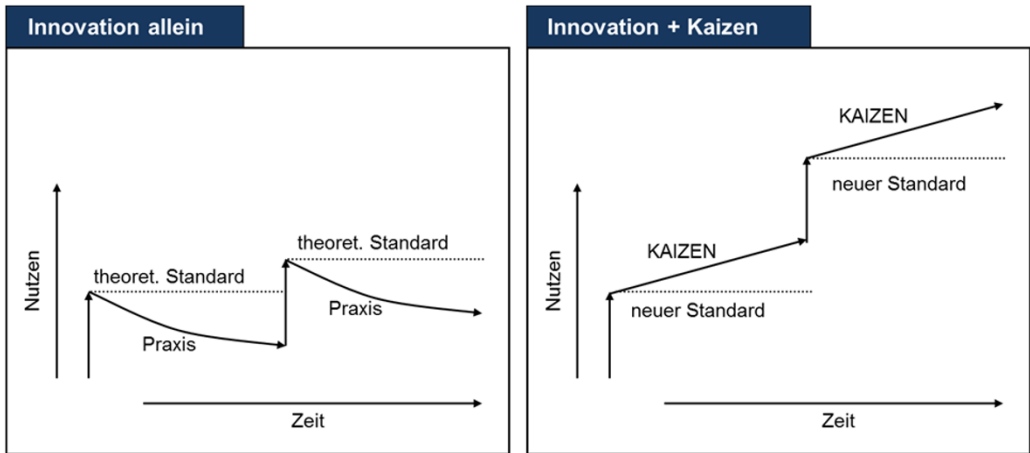 Innovation allein
theoret. Standard
theoret. Standard
Praxis
Praxis
Nutzen
Zeit
Innovation + Kaizen
KAIZEN
neuer Standard
KAIZEN
neuer Standard
Nutzen
Zeit